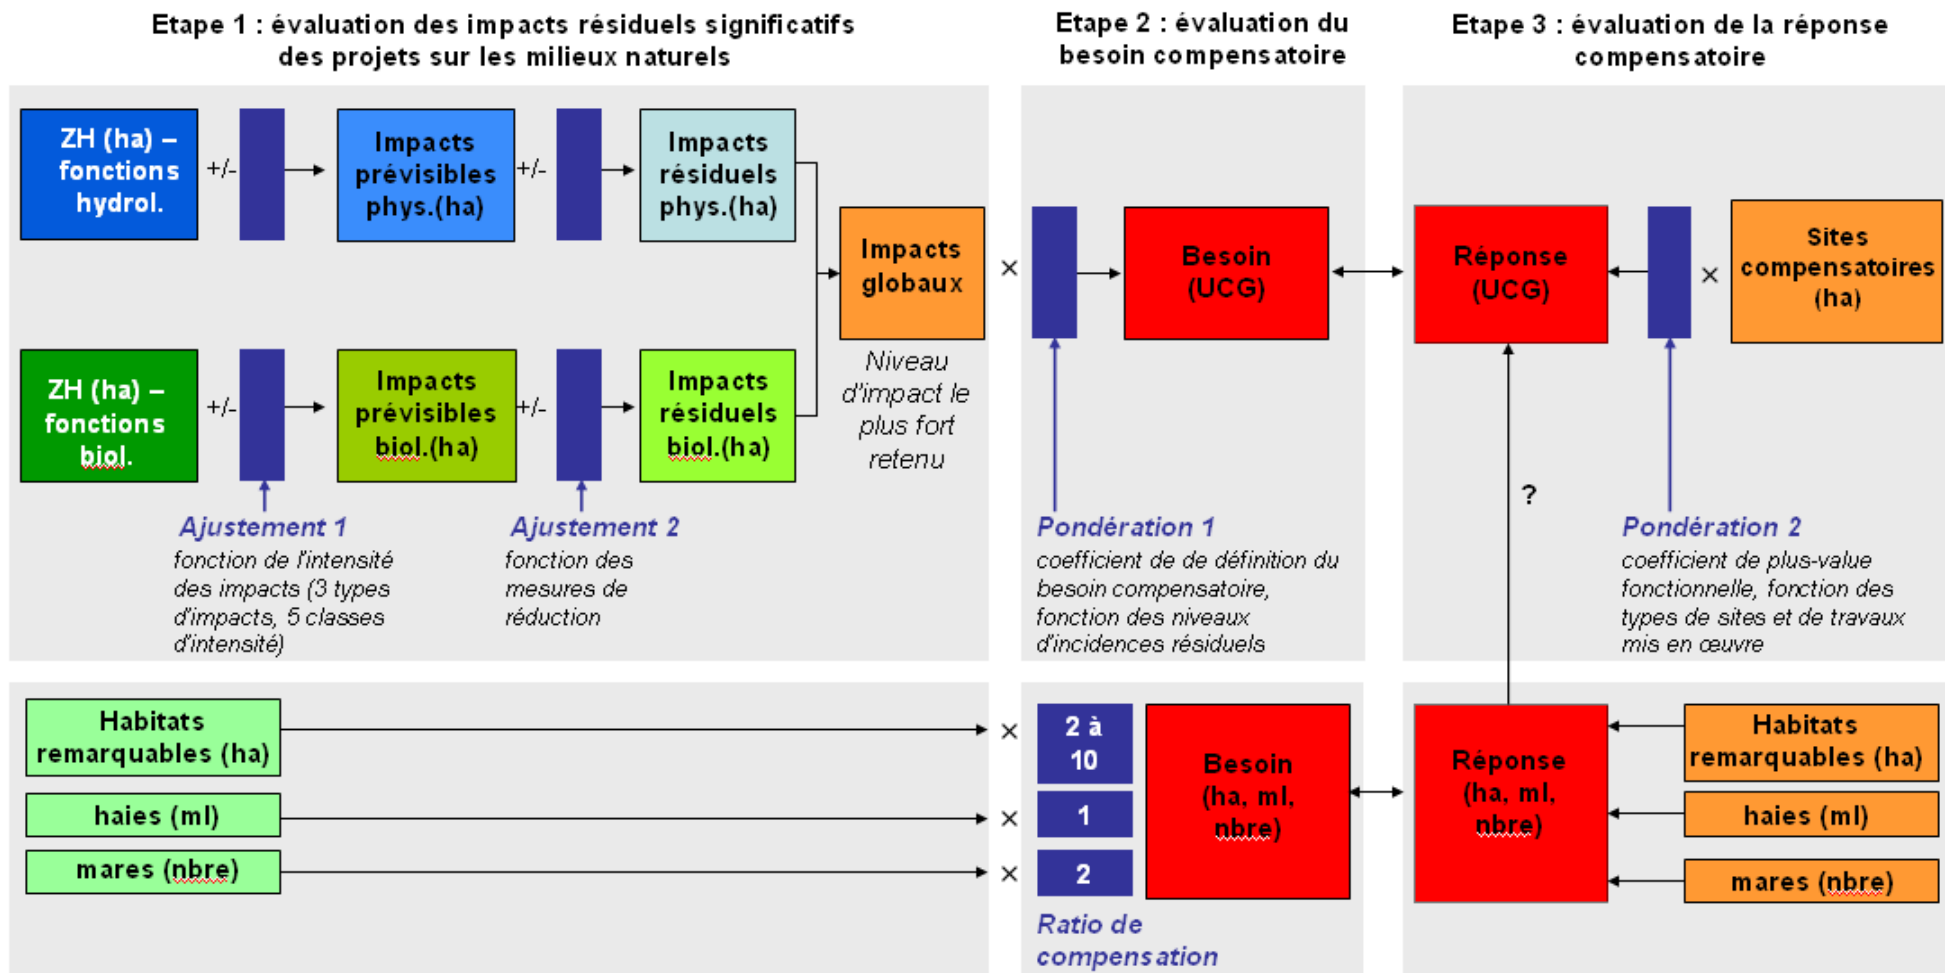 Etape 1 : évaluation des impacts résiduels significatifs
des projets sur les milieux naturels
Etape 2 : évaluation du
besoin compensatoire
Etape 3 : évaluation de la réponse
compensatoire
ZH (ha) –
fonctions
hydrol.
+/-
Impacts
prévisibles
phys.(ha)
+/-
Impacts
résiduels
phys.(ha)
ZH (ha) –
fonctions
biol.
+/-
Impacts
prévisibles
biol.(ha)
+/-
Impacts
résiduels
biol.(ha)
Impacts
globaux
Niveau
d'impact le
plus fort
retenu
Ajustement 1
fonction de l'intensité
des impacts (3 types
d'impacts, 5 classes
d'intensité)
Ajustement 2
fonction des
mesures de
réduction
×
Besoin
(UCG)
Pondération 1
coefficient de de définition du
besoin compensatoire,
fonction des niveaux
d'incidences résiduels
Réponse
(UCG)
×
Sites
compensatoires
(ha)
?
Pondération 2
coefficient de plus-value
fonctionnelle, fonction des
types de sites et de travaux
mis en œuvre
Habitats
remarquables (ha)
haies (ml)
mares (nbre)
×
2 à
10
×
1
×
2
Ratio de
compensation
Besoin
(ha, ml,
nbre)
Réponse
(ha, ml,
nbre)
Habitats
remarquables (ha)
haies (ml)
mares (nbre)